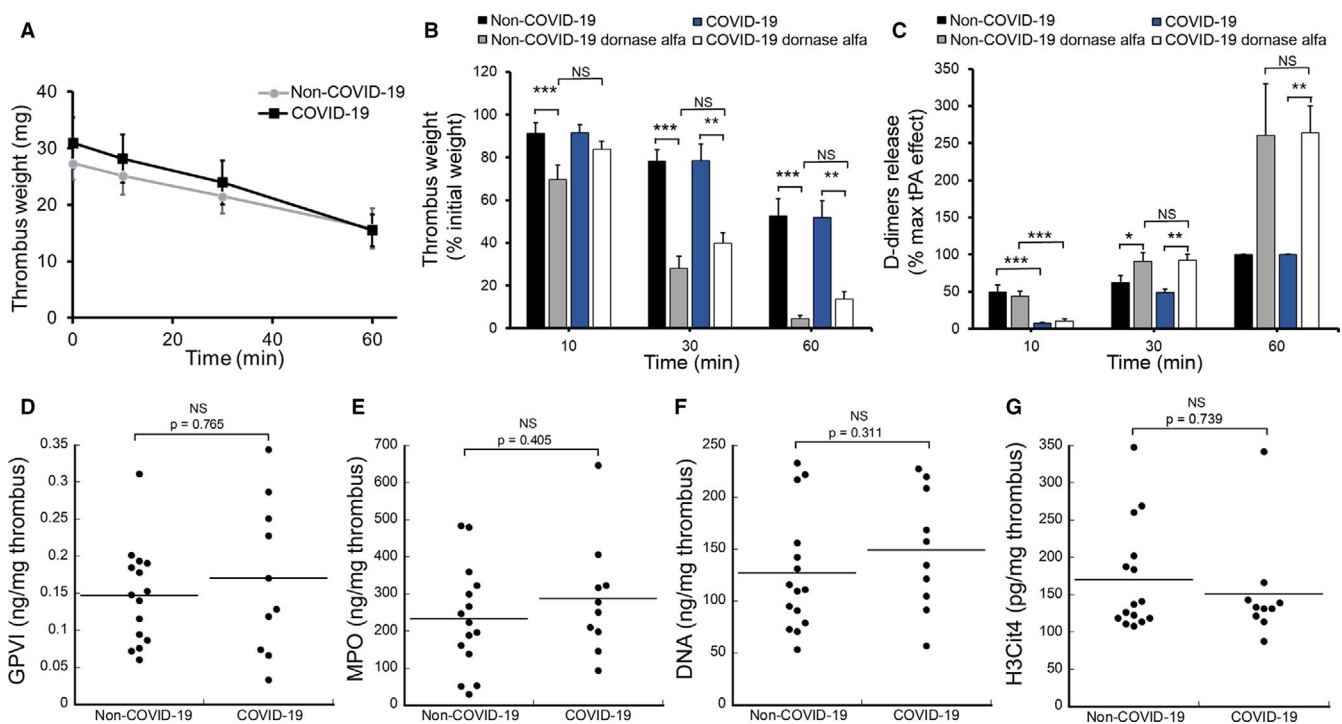 A
Non-COVID-19
COVID-19
Thrombus weight (mg)
40
30
20
10
0
0 20 40 60
Time (min)
B
Non-COVID-19 COVID-19
Non-COVID-19 dornase alfa COVID-19 dornase alfa
Thrombus weight
(% initial weight)
120
100
80
60
40
20
0
NS
***
NS
***
**
NS
***
**
10 30 60
Time (min)
C
Non-COVID-19 COVID-19
Non-COVID-19 dornase alfa COVID-19 dornase alfa
D-dimers release
(% max tPA effect)
350
300
250
200
150
100
50
0
***
***
NS
*
**
NS
**
10 30 60
Time (min)
D
NS
p = 0.765
GPVI (ng/mg thrombus)
0.35
0.3
0.25
0.2
0.15
0.1
0.05
0
Non-COVID-19 COVID-19
E
NS
p = 0.405
MPO (ng/mg thrombus)
700
600
500
400
300
200
100
0
Non-COVID-19 COVID-19
F
NS
p = 0.311
DNA (ng/mg thrombus)
250
200
150
100
50
0
Non-COVID-19 COVID-19
G
NS
p = 0.739
H3Cit4 (pg/mg thrombus)
350
300
250
200
150
100
50
0
Non-COVID-19 COVID-19